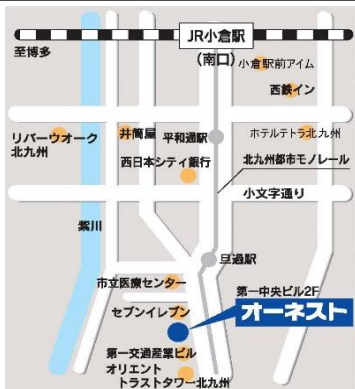 JR小倉駅
(南口)
至博多
小倉駅前アイム
西鉄イン
リバーウオーク
北九州
井筒屋
平和通駅
ホテルテトラ北九州
西日本シティ銀行
北九州都市モノレール
小文字通り
紫川
旦過駅
市立医療センター
第一中央ビル2F
セブンイレブン
オーネスト
第一交通産業ビル
オリエント
トラストタワー北九州